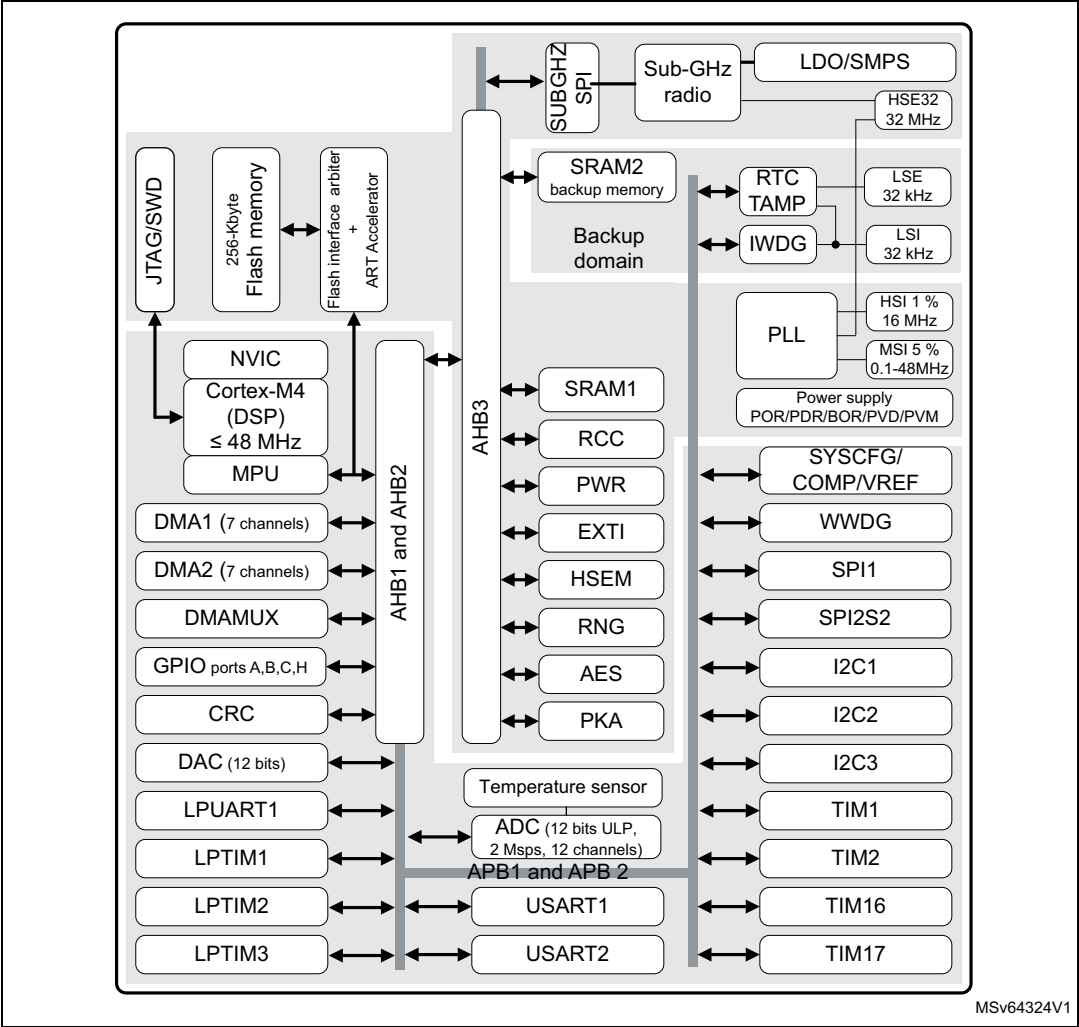 SUBGHZ
SPI
Sub-GHz
radio
LDO/SMPS
HSE32
32 MHz
JTAG/SWD
256-Kbyte
Flash memory
Flash interface arbiter
+
ART Accelerator
SRAM2
backup memory
RTC
TAMP
LSE
32 kHz
Backup
domain
IWDG
LSI
32 kHz
PLL
HSI 1 %
16 MHz
MSI 5 %
0.1-48MHz
Power supply
POR/PDR/BOR/PVD/PVM
NVIC
Cortex-M4
(DSP)
≤ 48 MHz
MPU
DMA1 (7 channels)
DMA2 (7 channels)
DMAMUX
GPIO ports A,B,C,H
CRC
DAC (12 bits)
LPUART1
LPTIM1
LPTIM2
LPTIM3
AHB1 and AHB2
AHB3
SRAM1
RCC
PWR
EXTI
HSEM
RNG
AES
PKA
Temperature sensor
ADC (12 bits ULP,
2 Msps, 12 channels)
APB1 and APB 2
USART1
USART2
SYSCFG/
COMP/VREF
WWDG
SPI1
SPI2S2
I2C1
I2C2
I2C3
TIM1
TIM2
TIM16
TIM17
MSv64324V1